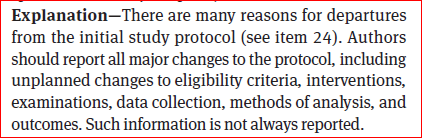 Explanation—There are many reasons for departures
from the initial study protocol (see item 24). Authors
should report all major changes to the protocol, including
unplanned changes to eligibility criteria, interventions,
examinations, data collection, methods of analysis, and
outcomes. Such information is not always reported.